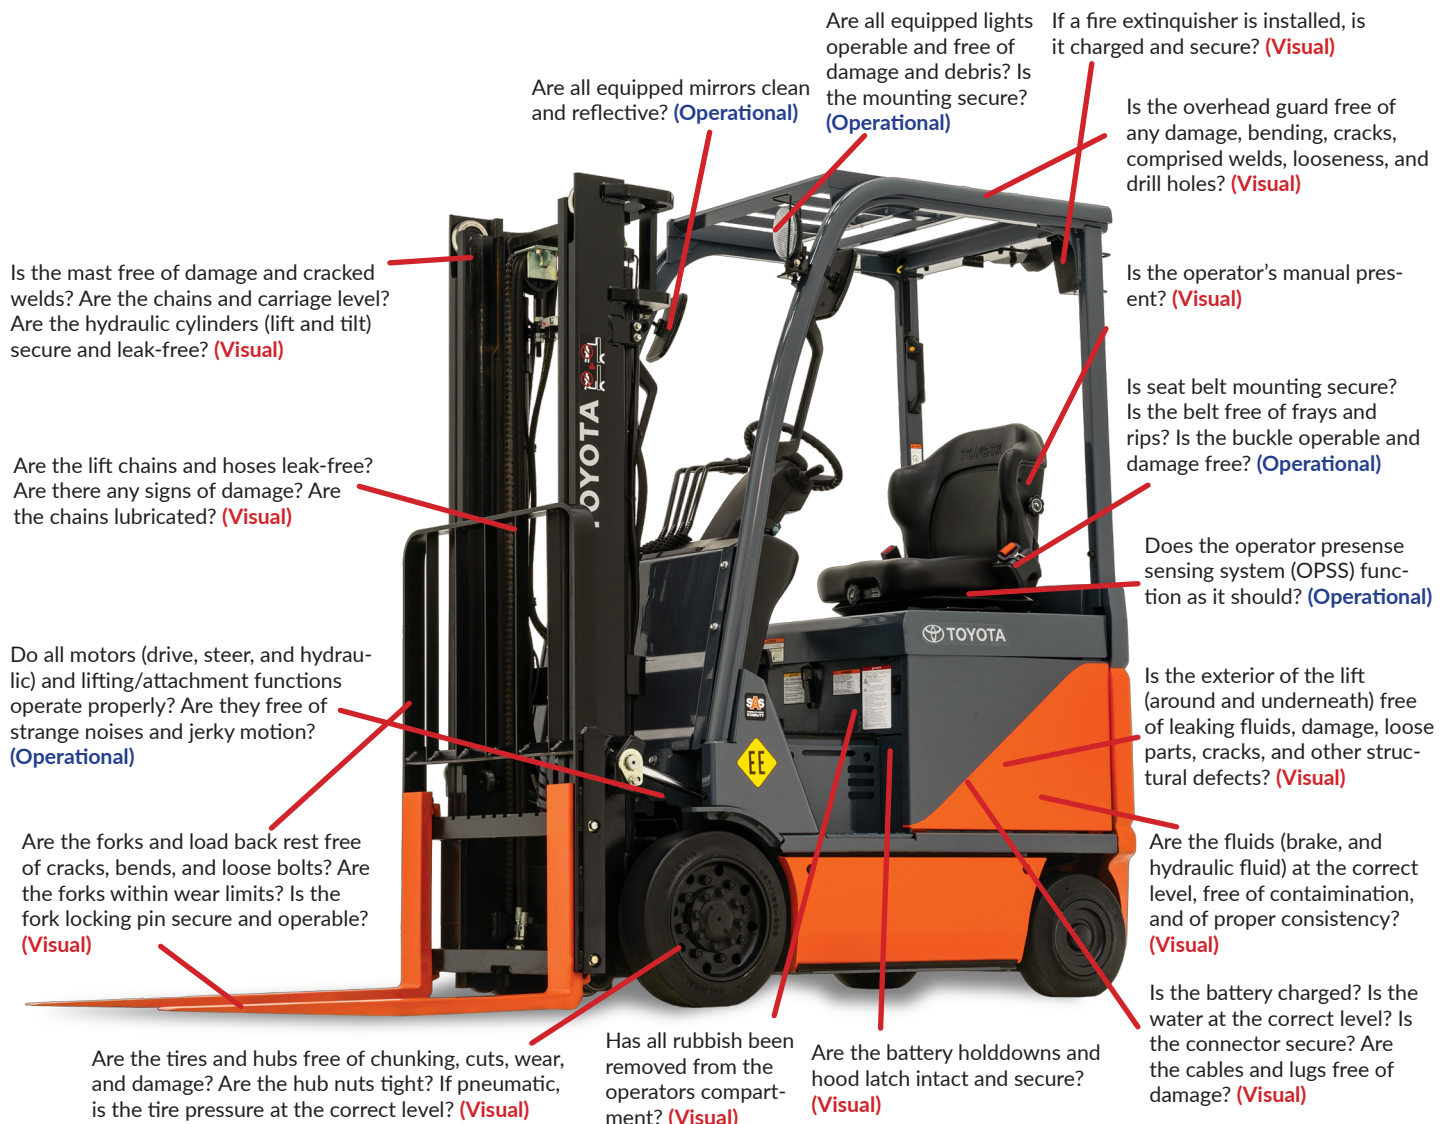 Are all equipped lights
operable and free of
damage and debris? Is
the mounting secure?
(Operational)
If a fire extinquisher is installed, is
it charged and secure? (Visual)
Are all equipped mirrors clean
and reflective? (Operational)
Is the overhead guard free of
any damage, bending, cracks,
comprised welds, looseness, and
drill holes? (Visual)
Is the mast free of damage and cracked
welds? Are the chains and carriage level?
Are the hydraulic cylinders (lift and tilt)
secure and leak-free? (Visual)
Is the operator's manual pres-
ent? (Visual)
Is seat belt mounting secure?
Is the belt free of frays and
rips? Is the buckle operable and
damage free? (Operational)
Are the lift chains and hoses leak-free?
Are there any signs of damage? Are
the chains lubricated? (Visual)
TOYOTA
TOYOTA
Does the operator presense
sensing system (OPSS) func-
tion as it should? (Operational)
TOYOTA
Do all motors (drive, steer, and hydrau-
lic) and lifting/attachment functions
operate properly? Are they free of
strange noises and jerky motion?
(Operational)
Is the exterior of the lift
(around and underneath) free
of leaking fluids, damage, loose
parts, cracks, and other struc-
tural defects? (Visual)
SAS
STABILITY
EE
Are the forks and load back rest free
of cracks, bends, and loose bolts? Are
the forks within wear limits? Is the
fork locking pin secure and operable?
(Visual)
Are the fluids (brake, and
hydraulic fluid) at the correct
level, free of contaimination,
and of proper consistency?
(Visual)
Is the battery charged? Is the
water at the correct level? Is
the connector secure? Are
the cables and lugs free of
damage? (Visual)
Are the tires and hubs free of chunking, cuts, wear,
and damage? Are the hub nuts tight? If pneumatic,
is the tire pressure at the correct level? (Visual)
Has all rubbish been
removed from the
operators compart-
ment? (Visual)
Are the battery holddowns and
hood latch intact and secure?
(Visual)